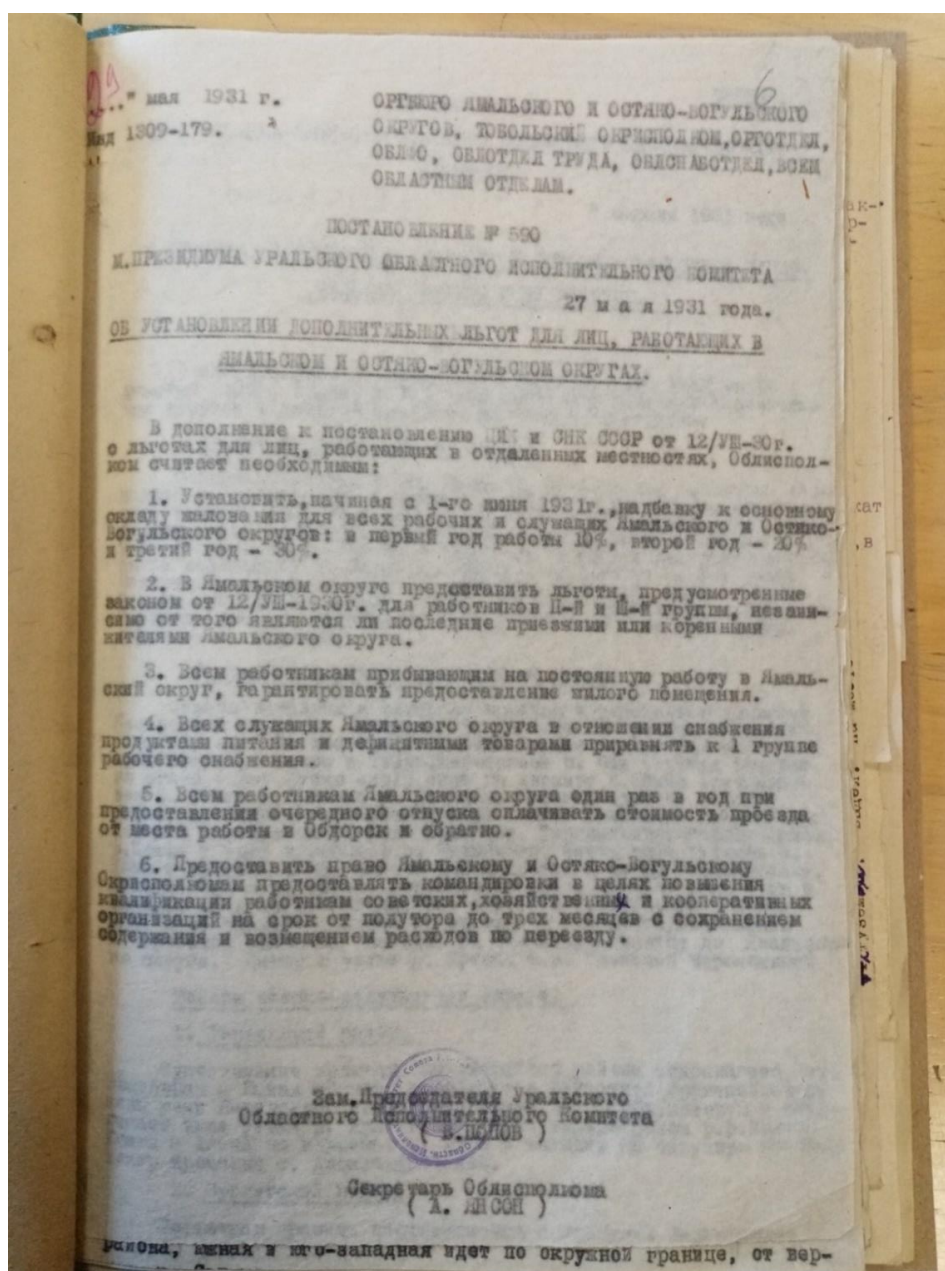 6
29
" мая 1931 г.
1309-179.
ОРГБЮРО ЯМАЛЬСКОГО И ОСТЯКО-ВОГУЛЬСКОГО
ОКРУГОВ, ТОБОЛЬСКИЙ ОКРИСПОЛКОМ, ОРГОТДЕЛ,
ОБЛФО, ОБЛОТДЕЛ ТРУДА, ОБЛСНАБОТДЕЛ, ВСЕМ
ОБЛАСТНЫМ ОТДЕЛАМ.
ПОСТАНОВЛЕНИЕ № 590
М.ПРЕЗИДИУМА УРАЛЬСКОГО ОБЛАСТНОГО ИСПОЛНИТЕЛЬНОГО КОМИТЕТА
27 м а я 1931 года.
ОБ УСТАНОВЛЕНИИ ДОПОЛНИТЕЛЬНЫХ ЛЬГОТ ДЛЯ ЛИЦ, РАБОТАЮЩИХ В
ЯМАЛЬСКОМ И ОСТЯКО-ВОГУЛЬСКОМ ОКРУГАХ.
В дополнение к постановлению ЦИК и СНК СССР от 12/УШ-30г.
о льготах для лиц, работающих в отдаленных местностях, Облиспол-
ком считает необходимым:
1. Установить, начиная с 1-го июня 1931г., надбавку к основному
окладу жалования для всех рабочих и служащих Ямальского и Остяко-
Вогульского округов: в первый год работы 10%, второй год - 20%
и третий год - 30%.
2. В Ямальском округе предоставить льготы, предусмотренные
законом от 12/УШ-1930г. для работников П-й и Ш-й группы, незави-
симо от того являются ли последние приезжими или коренными
жителями Ямальского округа.
3. Всем работникам прибывающим на постоянную работу в Ямаль-
ский округ, гарантировать предоставление жилого помещения.
4. Всех служащих Ямальского округа в отношении снабжения
продуктами питания и дефицитными товарами приравнять к 1 группе
рабочего снабжения.
5. Всем работникам Ямальского округа один раз в год при
предоставлении очередного отпуска оплачивать стоимость проезда
от места работы в Обдорск и обратно.
6. Предоставить право Ямальскому и Остяко-Вогульскому
Окрисполкомам предоставлять командировки в целях повышения
квалификации работникам советских, хозяйственных и кооперативных
организаций на срок от полутора до трех месяцев с сохранением
содержания и возмещением расходов по переезду.
Зам.Председателя Уральского
Областного Исполнительного Комитета
( В.ПОПОВ )
Секретарь Облисполкома
( А. ЯНСОН )
района, южная и юго-западная идет по окружной границе, от вер-